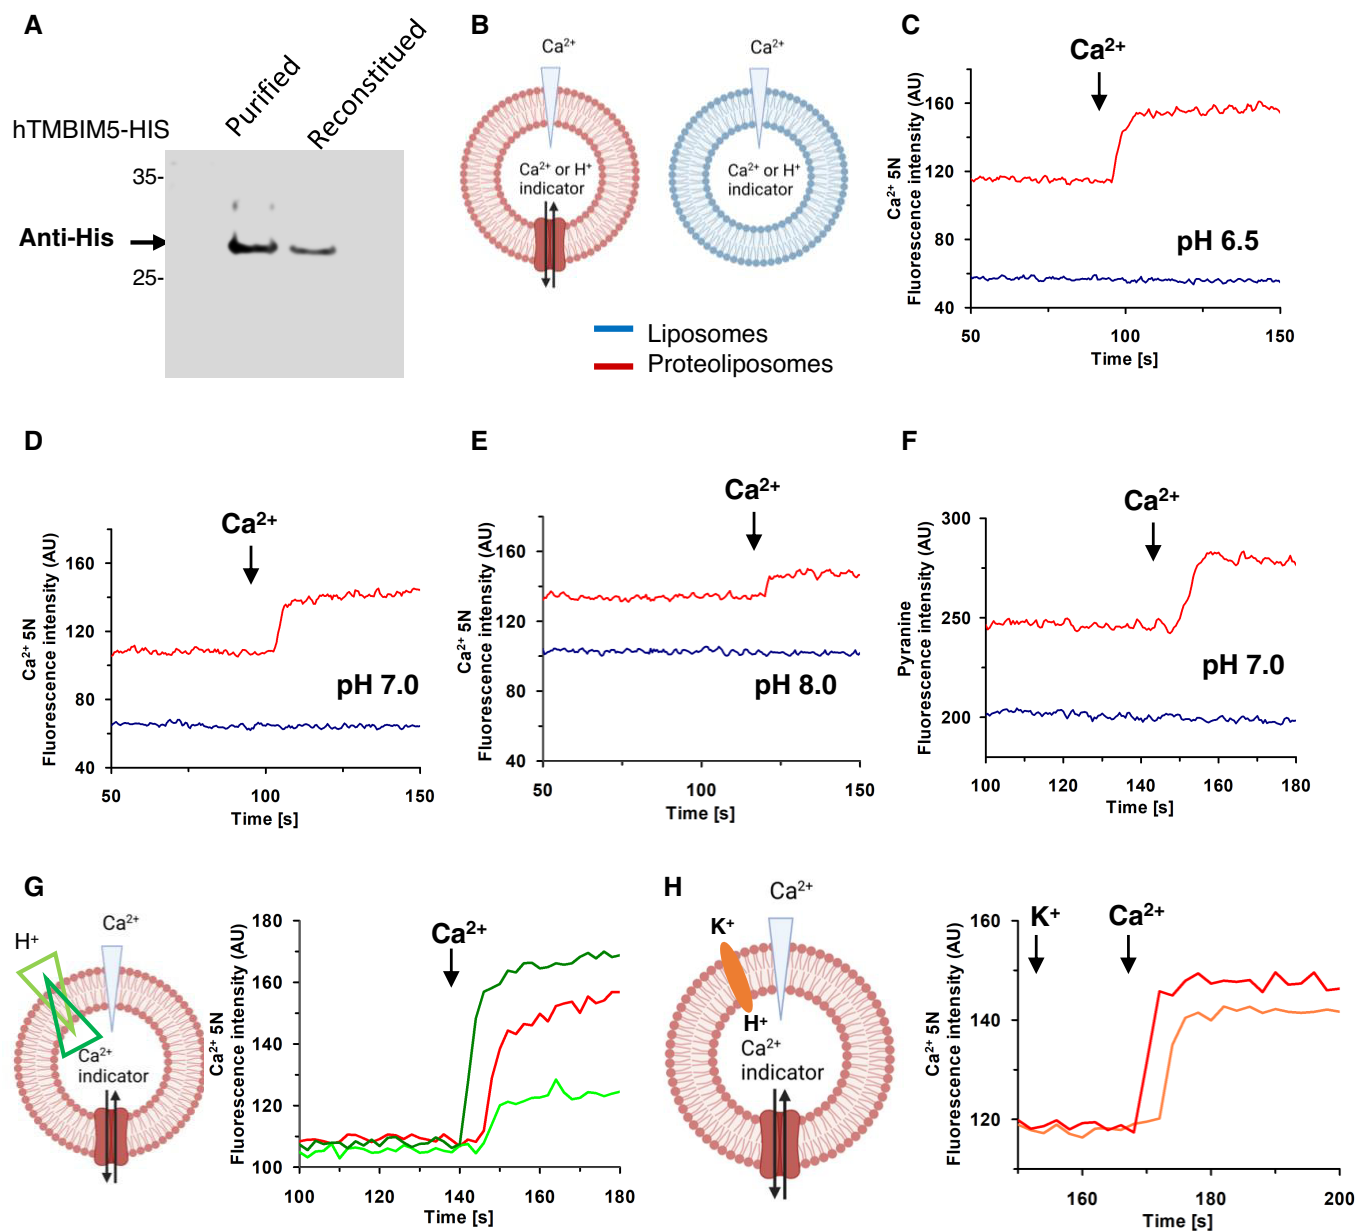 A
hTMBIM5-HIS
Purified
Reconstitued
35-
Anti-His
25-
B
Ca²⁺
Ca²⁺ or H⁺
indicator
Ca²⁺
Ca²⁺ or H⁺
indicator
Liposomes
Proteoliposomes
C
Ca²⁺
Ca²⁺ 5N
Fluorescence intensity (AU)
160
120
80
40
pH 6.5
50
100
150
Time [s]
D
Ca²⁺
Ca²⁺ 5N
Fluorescence intensity (AU)
160
120
80
40
pH 7.0
50
100
150
Time [s]
E
Ca²⁺
Ca²⁺ 5N
Fluorescence intensity (AU)
160
120
80
40
pH 8.0
50
100
150
Time [s]
F
Ca²⁺
Pyranine
Fluorescence intensity (AU)
300
250
200
pH 7.0
100
120
140
160
180
Time [s]
G
H⁺
Ca²⁺
Ca²⁺
indicator
Ca²⁺
Ca²⁺ 5N
Fluorescence intensity (AU)
180
160
140
120
100
100
120
140
160
180
Time [s]
H
Ca²⁺
K⁺
H⁺
Ca²⁺
indicator
K⁺
Ca²⁺
Ca²⁺ 5N
Fluorescence intensity (AU)
160
140
120
160
180
200
Time [s]